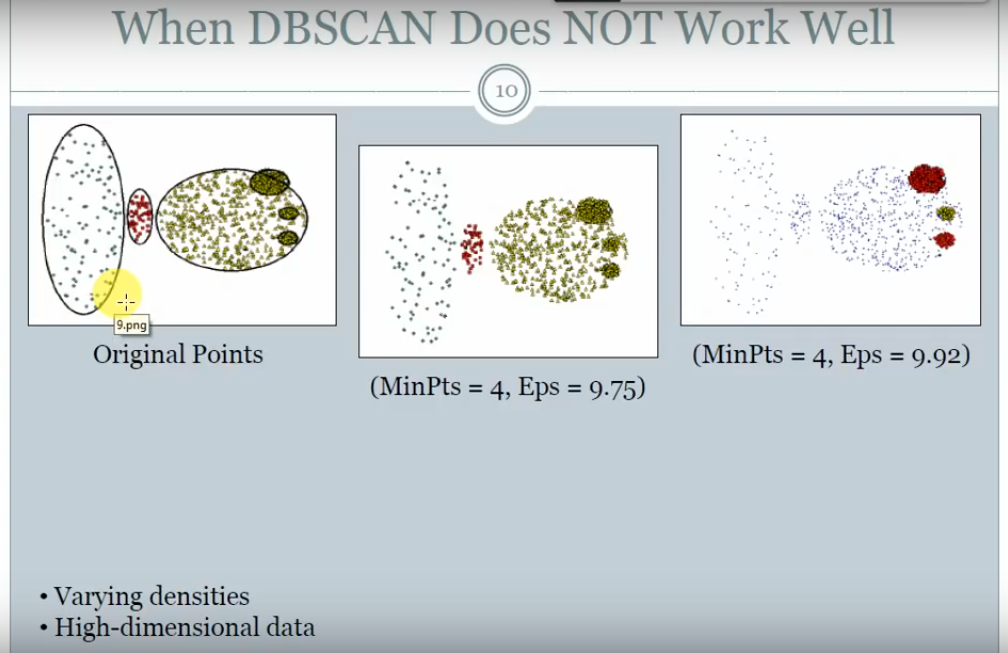 When DBSCAN Does NOT Work Well
10
9.png
Original Points
(MinPts = 4, Eps = 9.75)
(MinPts = 4, Eps = 9.92)
• Varying densities
• High-dimensional data